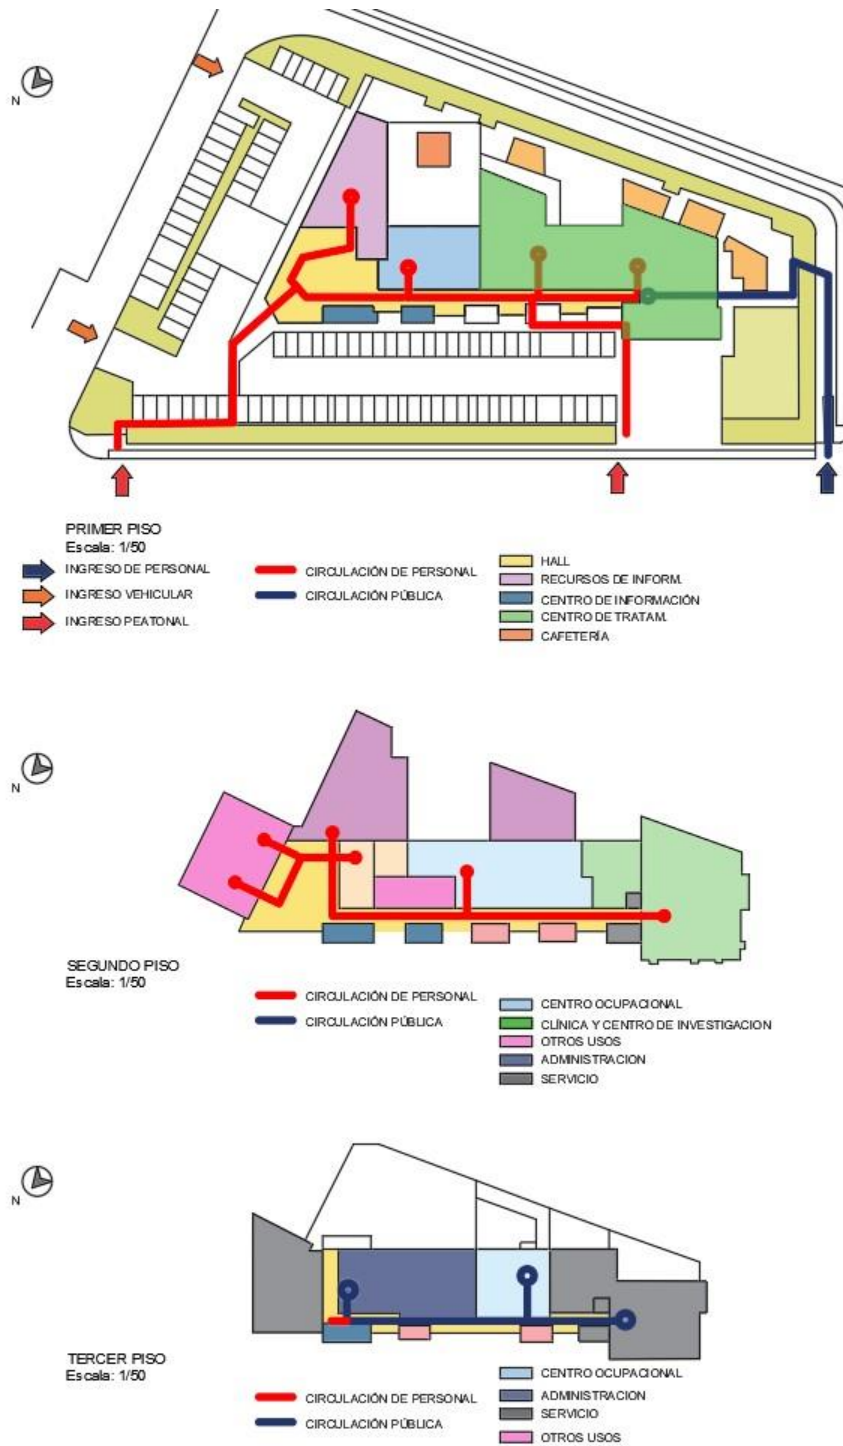 N
PRIMER PISO
Escala: 1/50
INGRESO DE PERSONAL
INGRESO VEHICULAR
INGRESO PEATONAL
CIRCULACIÓN DE PERSONAL
CIRCULACIÓN PÚBLICA
HALL
RECURSOS DE INFORM.
CENTRO DE INFORMACIÓN
CENTRO DE TRATAM.
CAFETERÍA
N
SEGUNDO PISO
Escala: 1/50
CIRCULACIÓN DE PERSONAL
CIRCULACIÓN PÚBLICA
CENTRO OCUPACIONAL
CLÍNICA Y CENTRO DE INVESTIGACION
OTROS USOS
ADMINISTRACION
SERVICIO
N
TERCER PISO
Escala: 1/50
CIRCULACIÓN DE PERSONAL
CIRCULACIÓN PÚBLICA
CENTRO OCUPACIONAL
ADMINISTRACION
SERVICIO
OTROS USOS